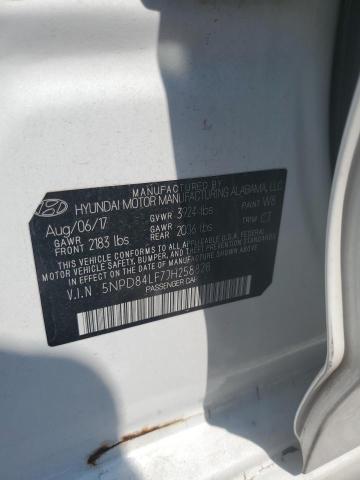 MANUFACTURED BY
HYUNDAI MOTOR MANUFACTURING ALABAMA, LLC
Aug/06/17 GVWR 3924 lbs PAINT W8
GAWR FRONT 2183 lbs GAWR REAR 2036 lbs TRIM
THIS VEHICLE CONFORMS TO ALL APPLICABLE U.S. FEDERAL
MOTOR VEHICLE SAFETY, BUMPER, AND THEFT PREVENTION STANDARDS
IN EFFECT ON THE DATE OF MANUFACTURE SHOWN ABOVE.
V.I.N
PASSENGER CAR